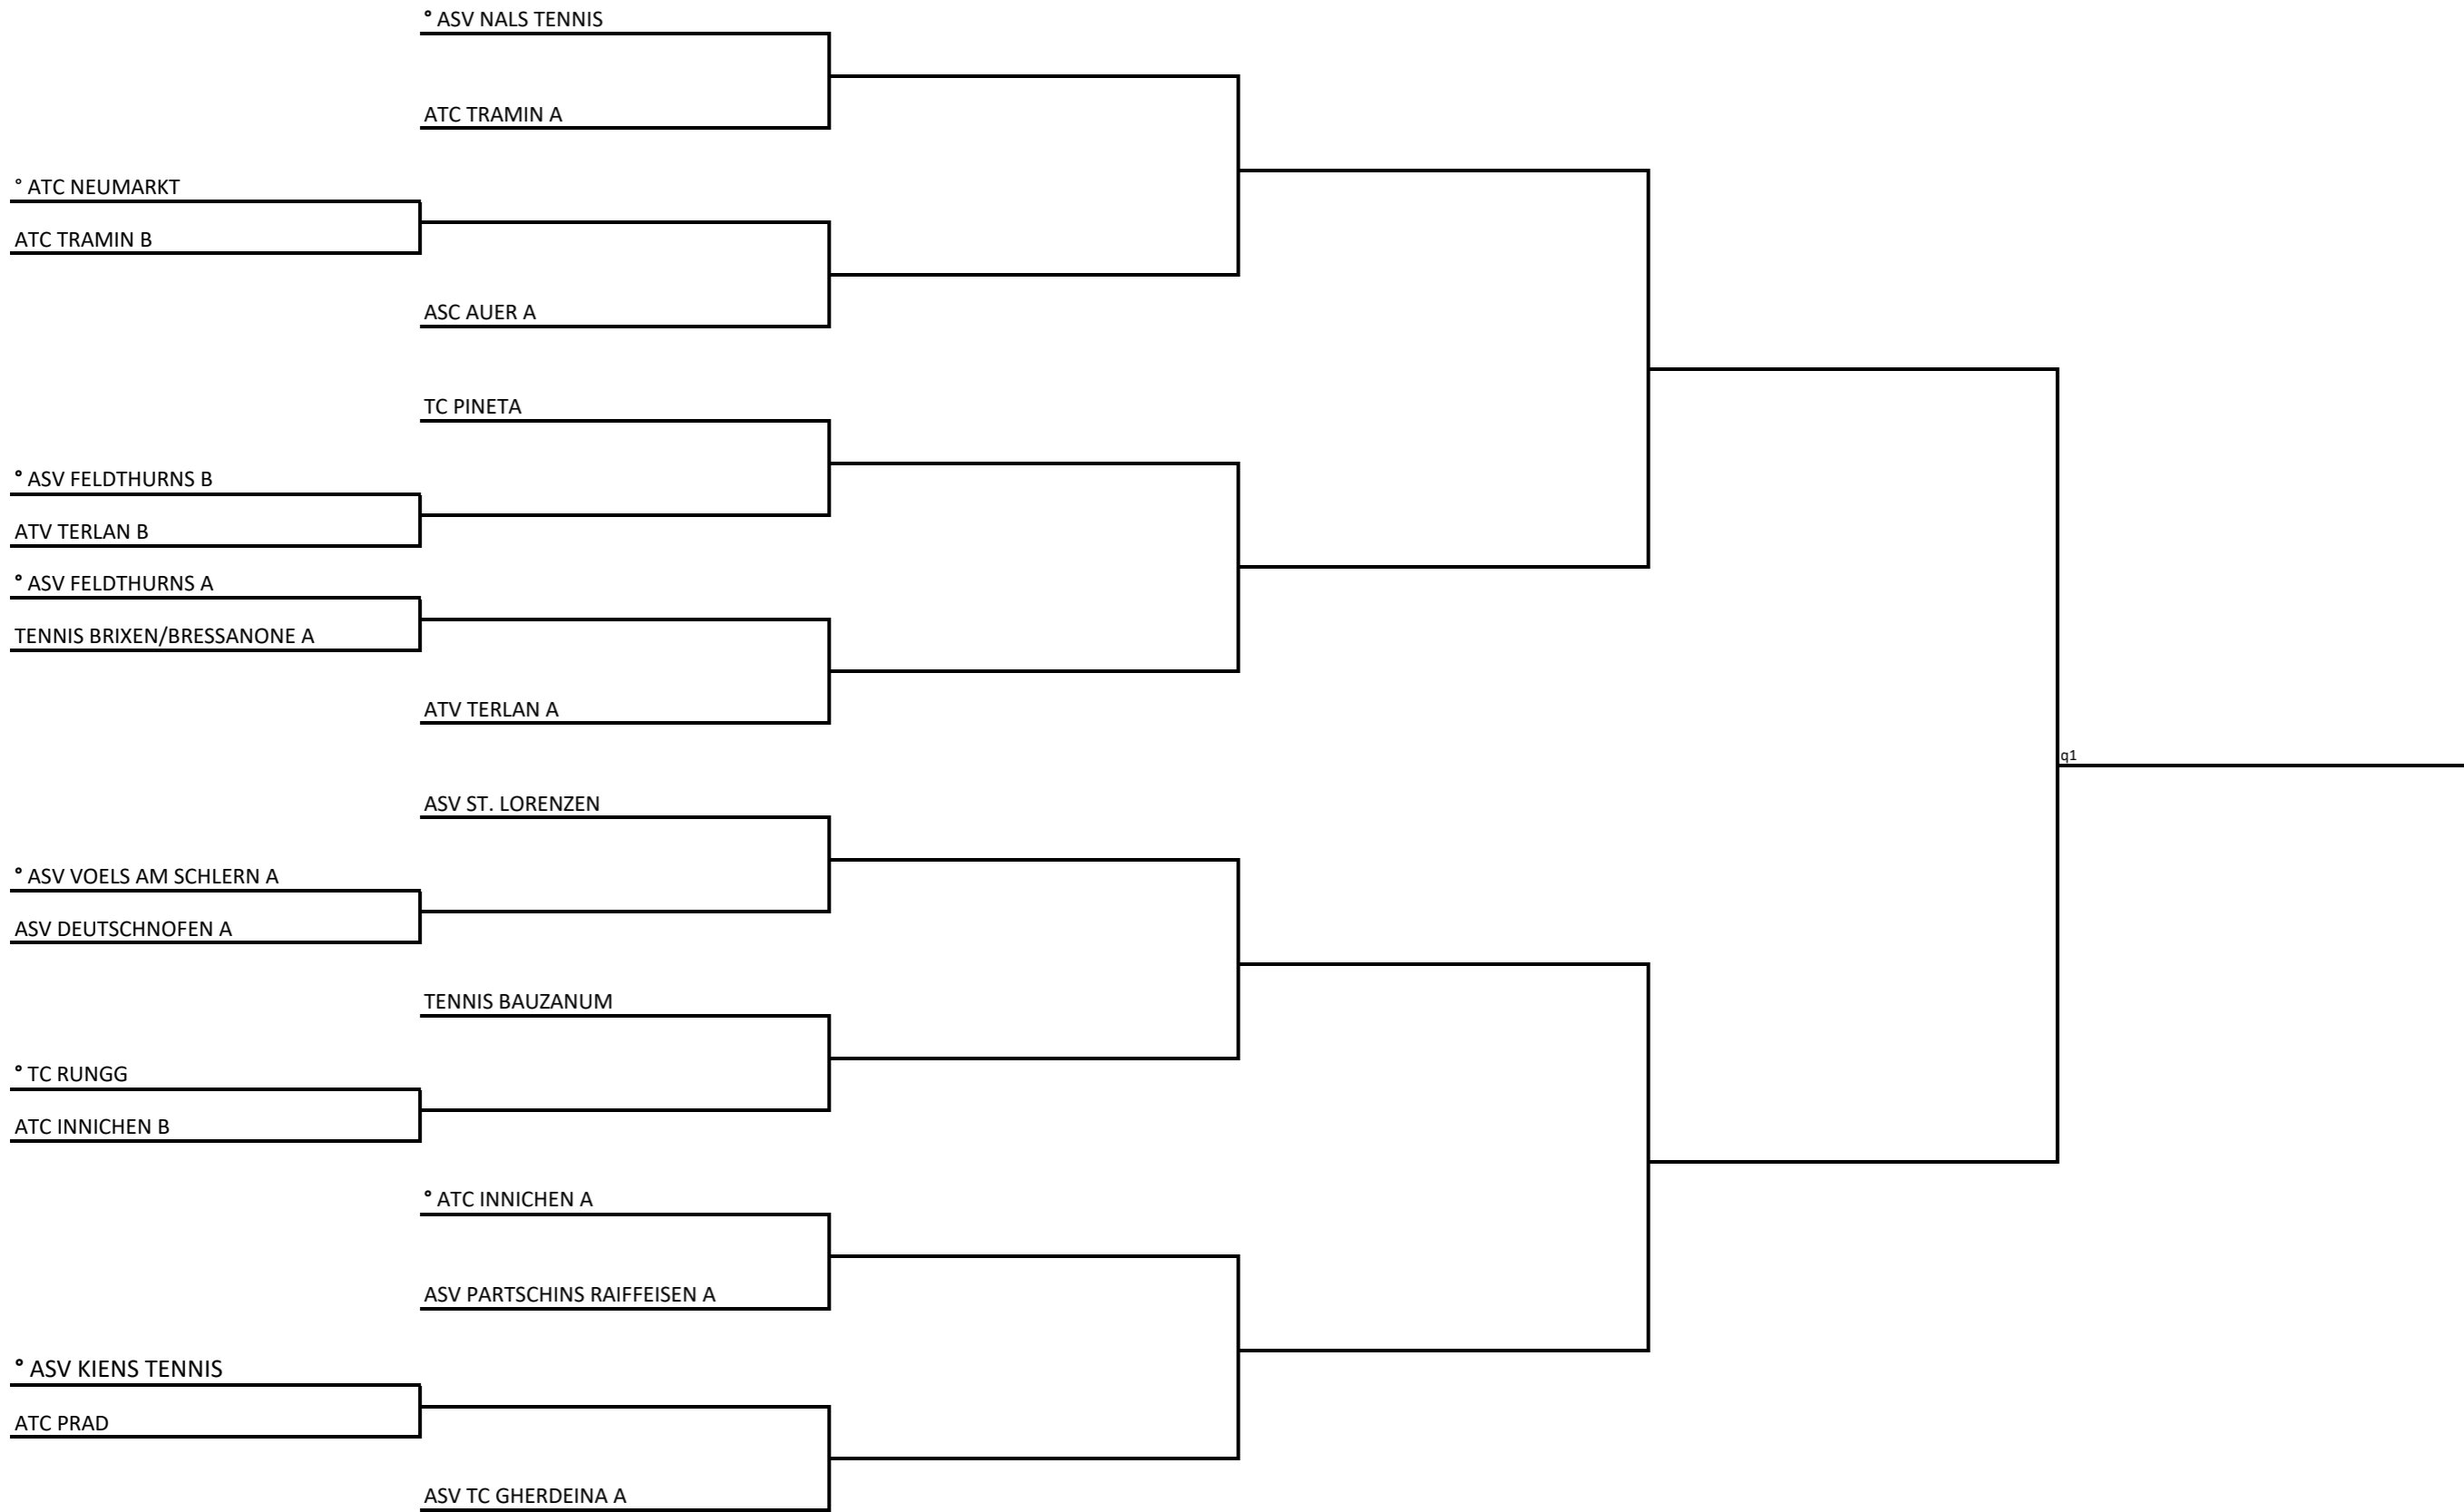 ° ASV NALS TENNIS
ATC TRAMIN A
° ATC NEUMARKT
ATC TRAMIN B
ASC AUER A
TC PINETA
° ASV FELDTHURNS B
ATV TERLAN B
° ASV FELDTHURNS A
TENNIS BRIXEN/BRESSANONE A
ATV TERLAN A
q1
ASV ST. LORENZEN
° ASV VOELS AM SCHLERN A
ASV DEUTSCHNOFEN A
TENNIS BAUZANUM
° TC RUNGG
ATC INNICHEN B
° ATC INNICHEN A
ASV PARTSCHINS RAIFFEISEN A
° ASV KIENS TENNIS
ATC PRAD
ASV TC GHERDEINA A